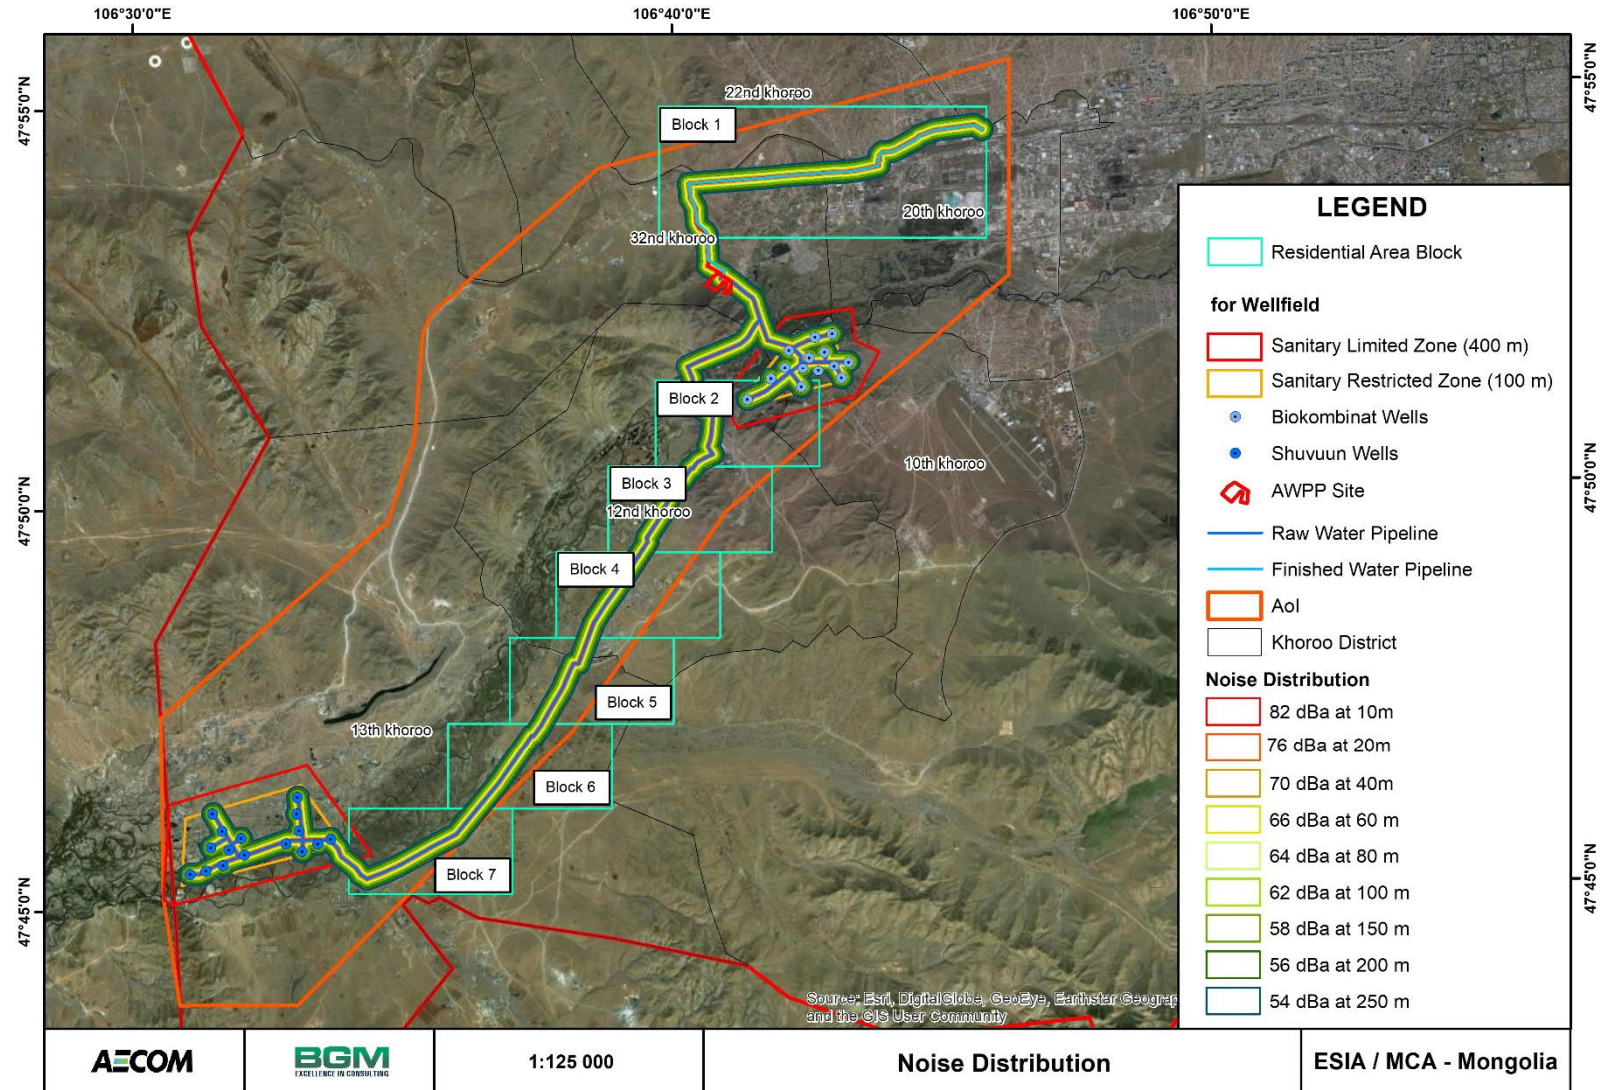 106°30'0"E
106°40'0"E
106°50'0"E
47°55'0"N
47°50'0"N
47°45'0"N
47°55'0"N
47°50'0"N
47°45'0"N
22nd khoroo
Block 1
20th khoroo
32nd khoroo
Block 2
10th khoroo
Block 3
12nd khoroo
Block 4
Block 5
13th khoroo
Block 6
Block 7
Source: Esri, DigitalGlobe, GeoEye, Earthstar Geograp
and the GIS User Community
LEGEND
Residential Area Block
for Wellfield
Sanitary Limited Zone (400 m)
Sanitary Restricted Zone (100 m)
Biokombinat Wells
Shuvuun Wells
AWPP Site
Raw Water Pipeline
Finished Water Pipeline
AoI
Khoroo District
Noise Distribution
82 dBa at 10m
76 dBa at 20m
70 dBa at 40m
66 dBa at 60 m
64 dBa at 80 m
62 dBa at 100 m
58 dBa at 150 m
56 dBa at 200 m
54 dBa at 250 m
AECOM
BGM
EXCELLENCE IN CONSULTING
1:125 000
Noise Distribution
ESIA / MCA - Mongolia